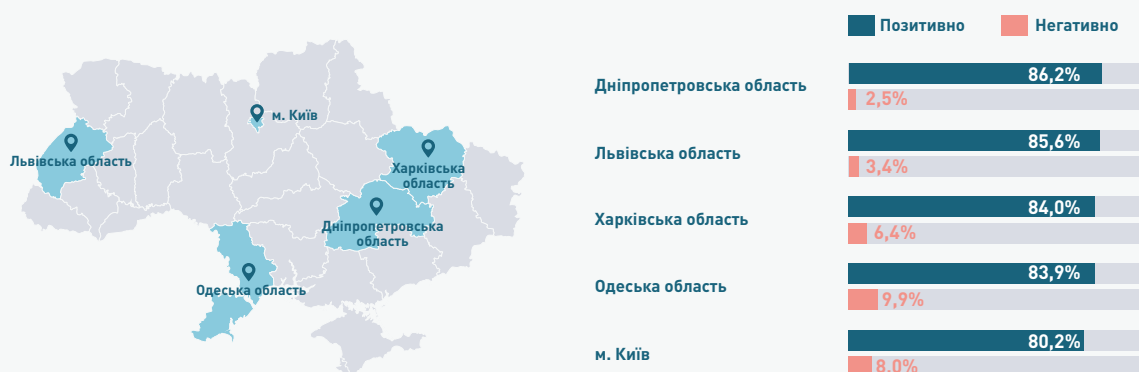 м. Київ
Львівська область
Харківська
область
Дніпропетровська
область
Одеська область
Позитивно Негативно
Дніпропетровська область 86,2%
2,5%
Львівська область 85,6%
3,4%
Харківська область 84,0%
6,4%
Одеська область 83,9%
9,9%
м. Київ 80,2%
8,0%